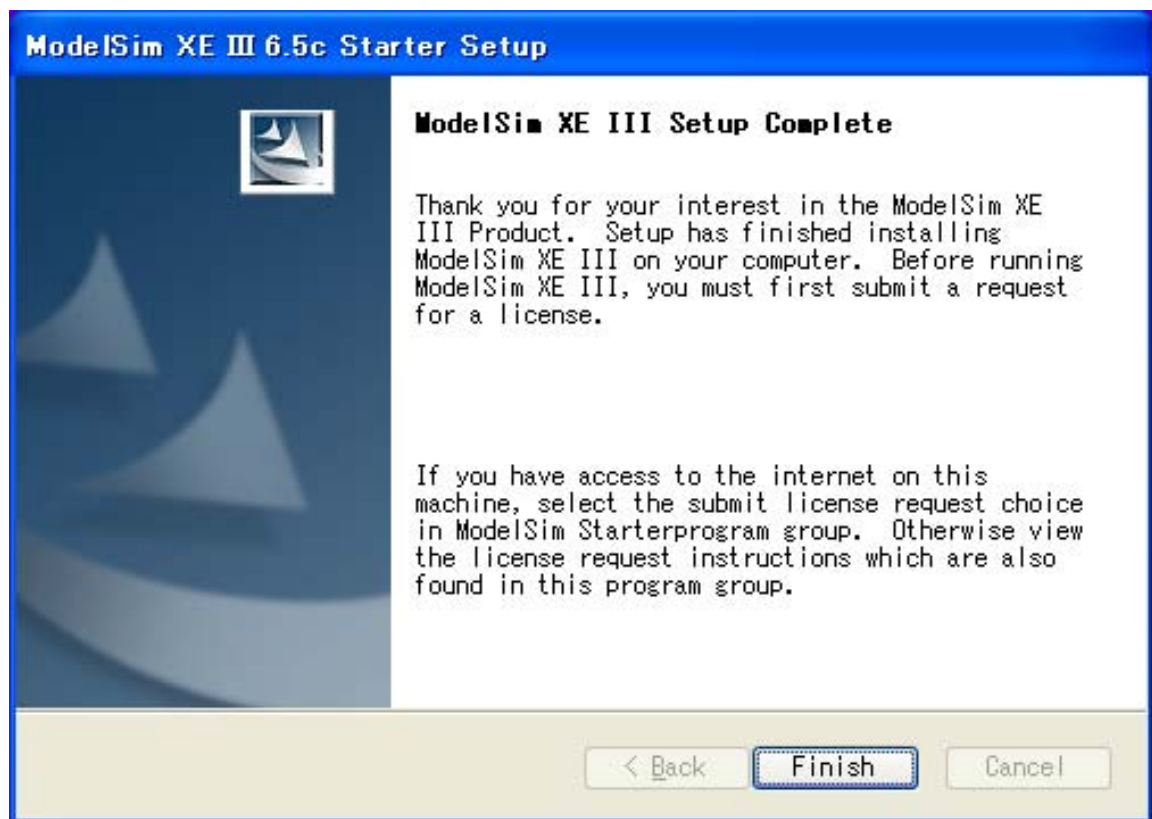 ModelSim XE Ⅲ 6.5c Starter Setup
ModelSim XE III Setup Complete
Thank you for your interest in the ModelSim XE
III Product.  Setup has finished installing
ModelSim XE III on your computer.  Before running
ModelSim XE III, you must first submit a request
for a license.
If you have access to the internet on this
machine, select the submit license request choice
in ModelSim Starterprogram group.  Otherwise view
the license request instructions which are also
found in this program group.
< Back
Finish
Cancel